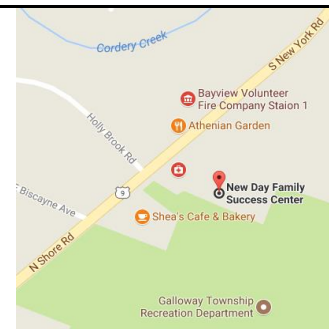 Cordery Creek
S New York Rd
Bayview Volunteer
Fire Company Staion 1
Athenian Garden
Holly Brook Rd
9
New Day Family
Success Center
E Biscayne Ave
Shea's Cafe & Bakery
N Shore Rd
Galloway Township
Recreation Department